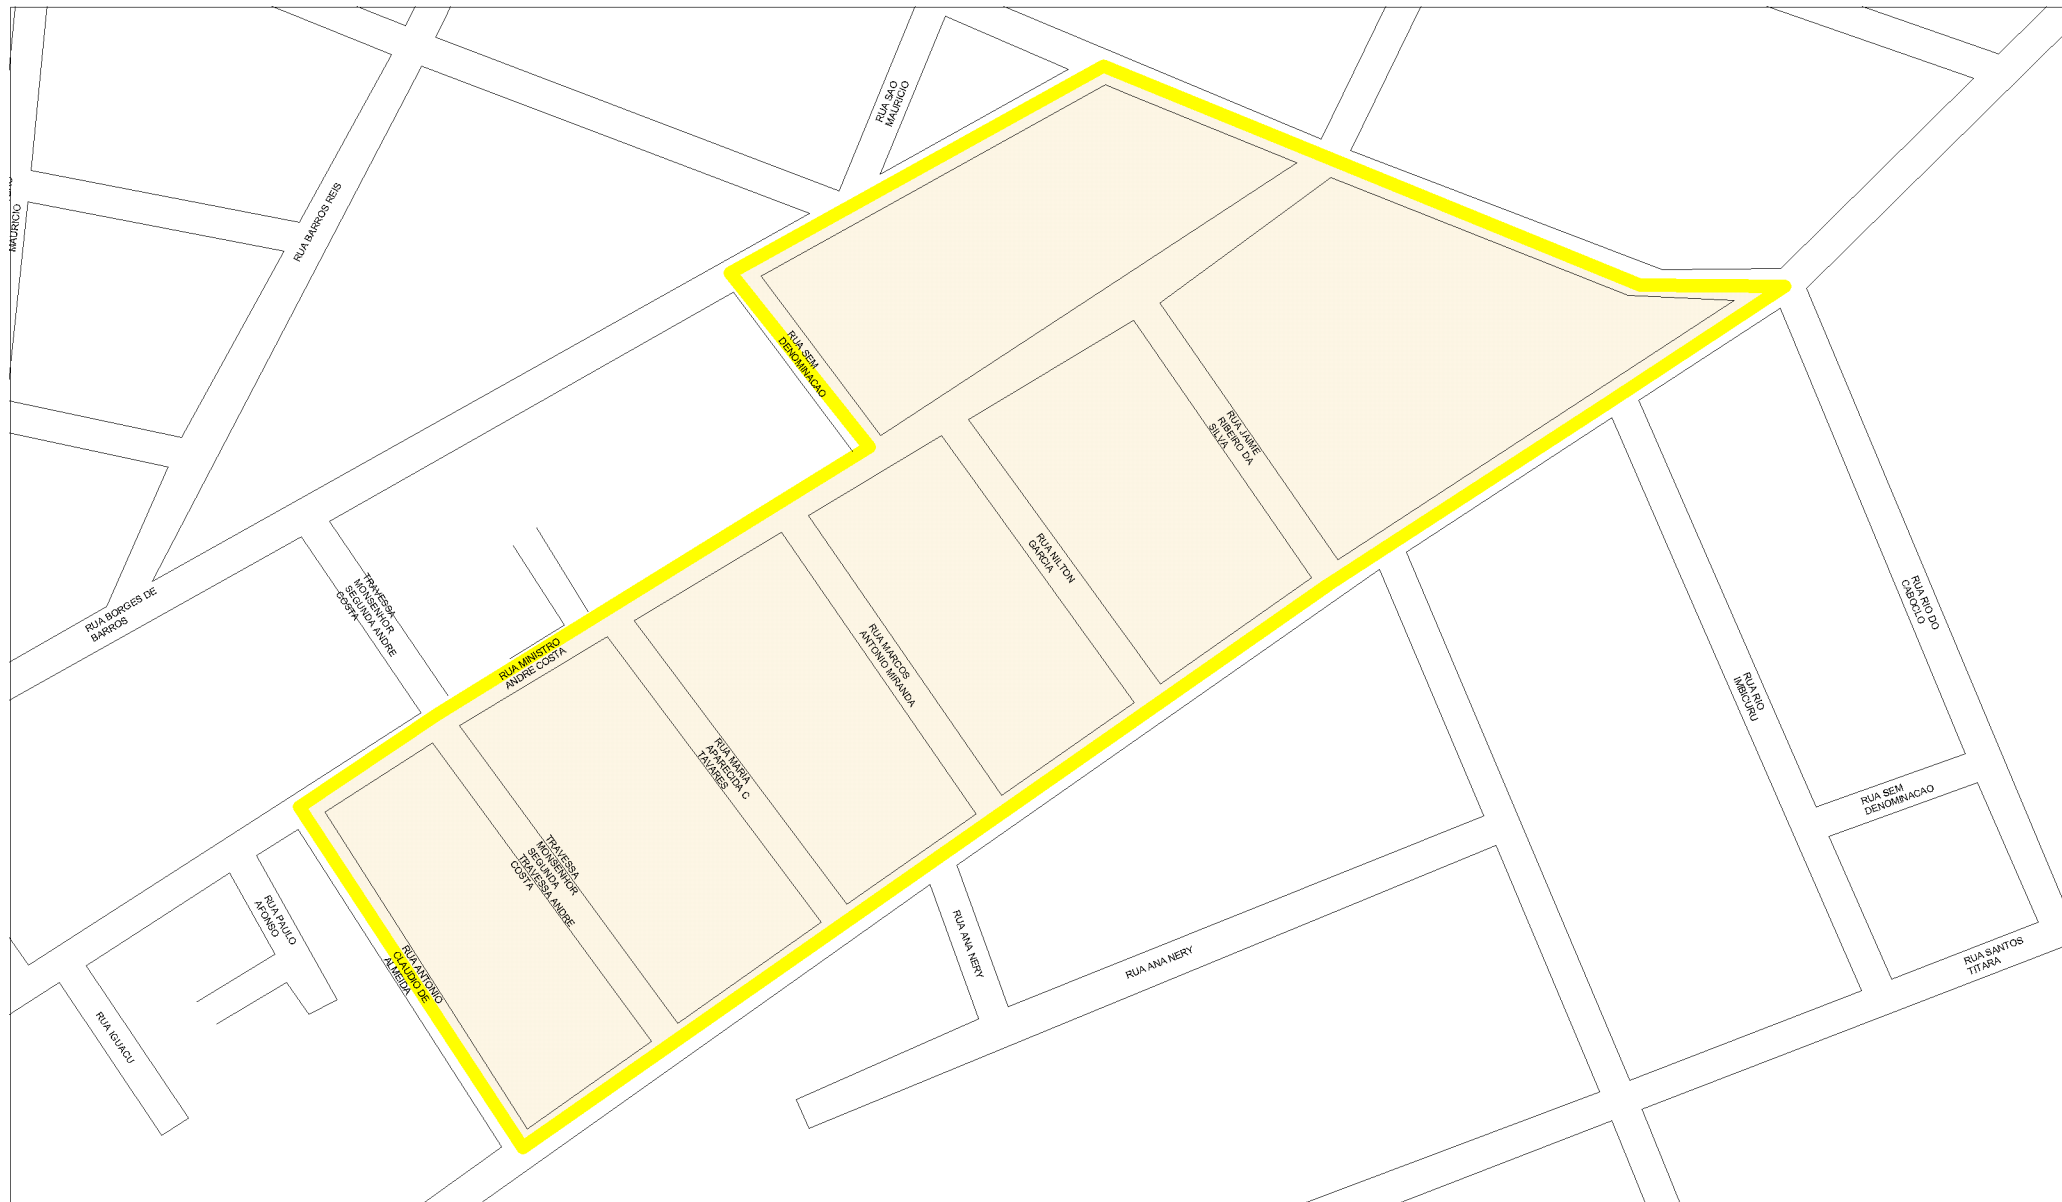 RUA SAO
MAURICIO
MAURICIO
RUA BARROS REIS
RUA SEM
DENOMINACAO
RUA JAIME
RIBEIRO DA
SILVA
RUA NILTON
GARCIA
RUA BORGES DE
BARROS
TRAVESSA
MONSENHOR
SEGUNDA ANDRE
COSTA
RUA MINISTRO
ANDRE COSTA
RUA MARCOS
ANTONIO MIRANDA
RUA RIO DO
CABOCLO
RUA RIO
IMBICURU
RUA MARIA
APARECIDA C
TAVARES
RUA SEM
DENOMINACAO
TRAVESSA
MONSENHOR
SEGUNDA
TRAVESSA ANDRE
COSTA
RUA PAULO
AFONSO
RUA ANTONIO
CLAUDIO DE
ALMEIDA
RUA ANA NERY
RUA ANA NERY
RUA SANTOS
TITARA
RUA IGUACU